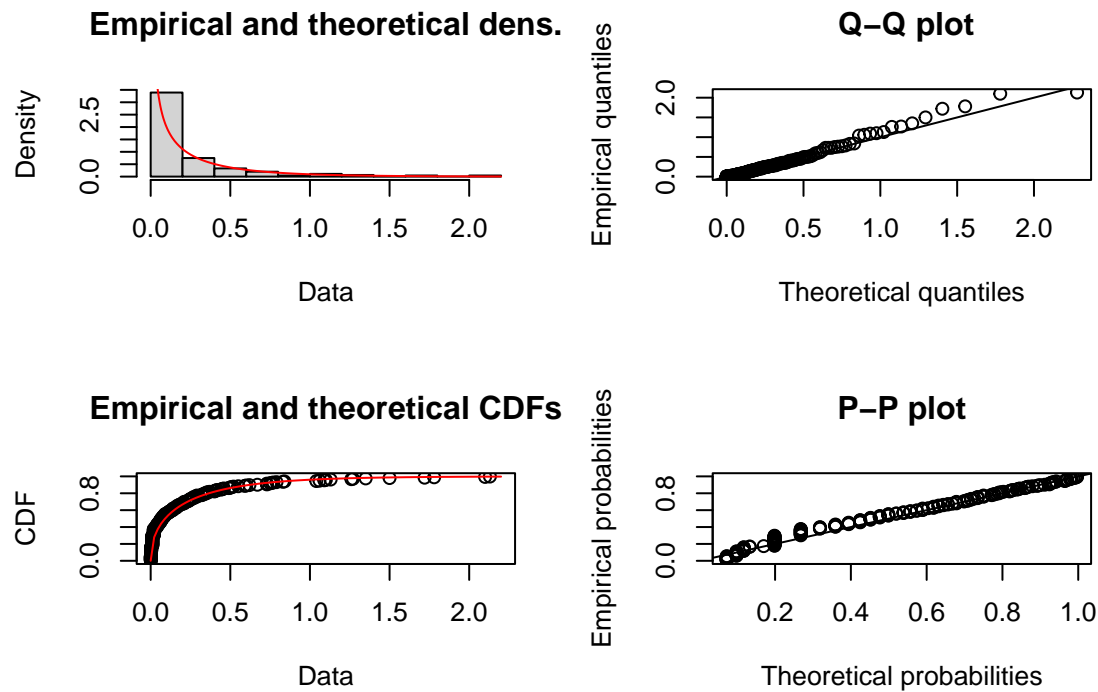 Empirical and theoretical dens.
Density
0.0 2.5
0.0 0.5 1.0 1.5 2.0
Data
Q−Q plot
Empirical quantiles
0.0 2.0
0.0 0.5 1.0 1.5 2.0
Theoretical quantiles
Empirical and theoretical CDFs
CDF
0.0 0.8
0.0 0.5 1.0 1.5 2.0
Data
P−P plot
Empirical probabilities
0.0 0.8
0.2 0.4 0.6 0.8 1.0
Theoretical probabilities